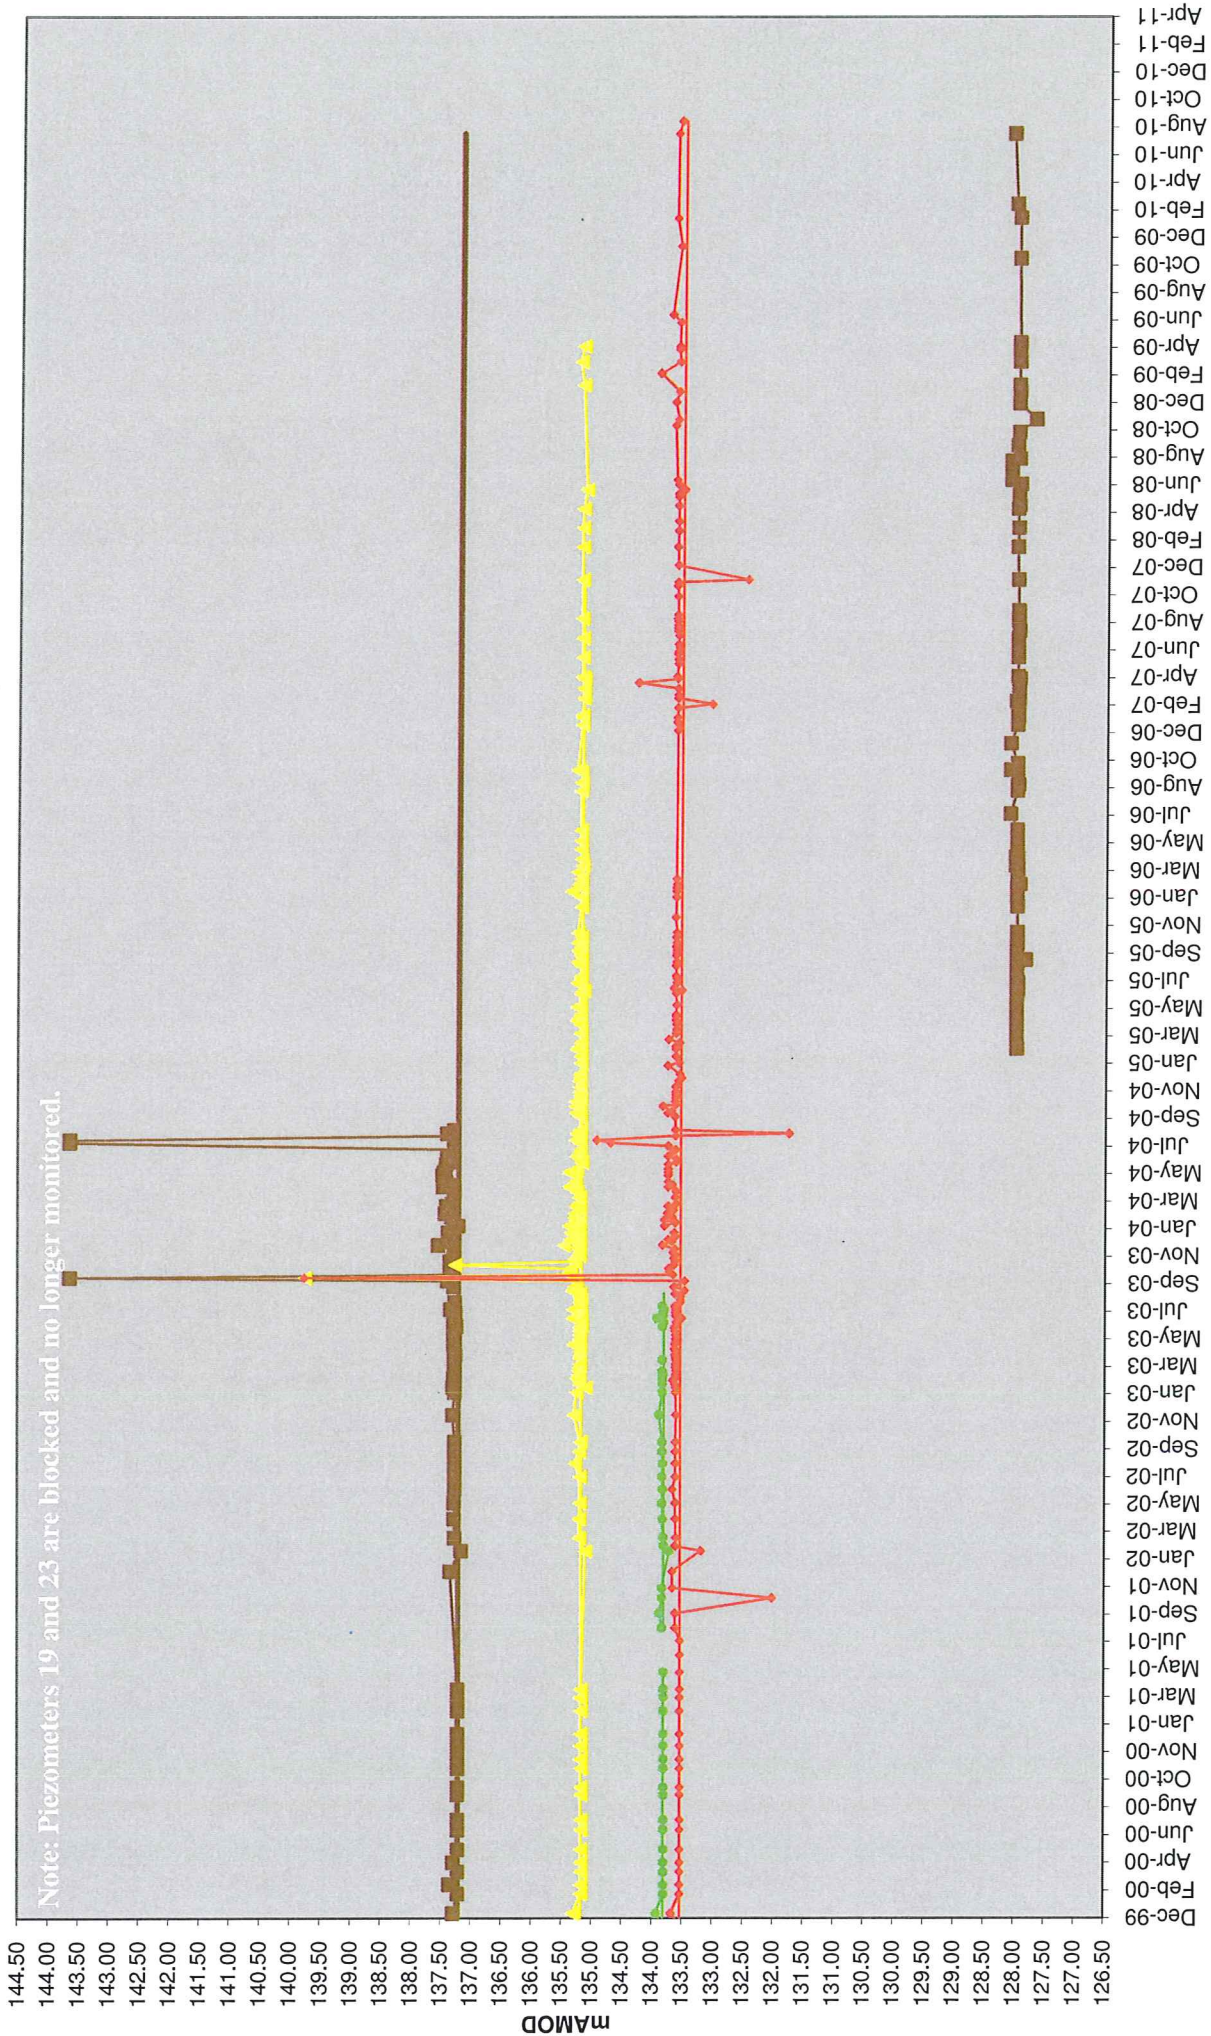 Note: Piezometers 19 and 23 are blocked and no longer monitored.
mAMOD
144.50
144.00
143.50
143.00
142.50
142.00
141.50
141.00
140.50
140.00
139.50
139.00
138.50
138.00
137.50
137.00
136.50
136.00
135.50
135.00
134.50
134.00
133.50
133.00
132.50
132.00
131.50
131.00
130.50
130.00
129.50
129.00
128.50
128.00
127.50
127.00
126.50
Dec-99
Feb-00
Apr-00
Jun-00
Aug-00
Oct-00
Nov-00
Jan-01
Mar-01
May-01
Jul-01
Sep-01
Nov-01
Jan-02
Mar-02
May-02
Jul-02
Sep-02
Nov-02
Jan-03
Mar-03
May-03
Jul-03
Sep-03
Nov-03
Jan-04
Mar-04
May-04
Jul-04
Sep-04
Nov-04
Jan-05
Mar-05
May-05
Jul-05
Sep-05
Nov-05
Jan-06
Mar-06
May-06
Jul-06
Aug-06
Oct-06
Dec-06
Feb-07
Apr-07
Jun-07
Aug-07
Oct-07
Dec-07
Feb-08
Apr-08
Jun-08
Aug-08
Oct-08
Dec-08
Feb-09
Apr-09
Jun-09
Aug-09
Oct-09
Dec-09
Feb-10
Apr-10
Jun-10
Aug-10
Oct-10
Dec-10
Feb-11
Apr-11